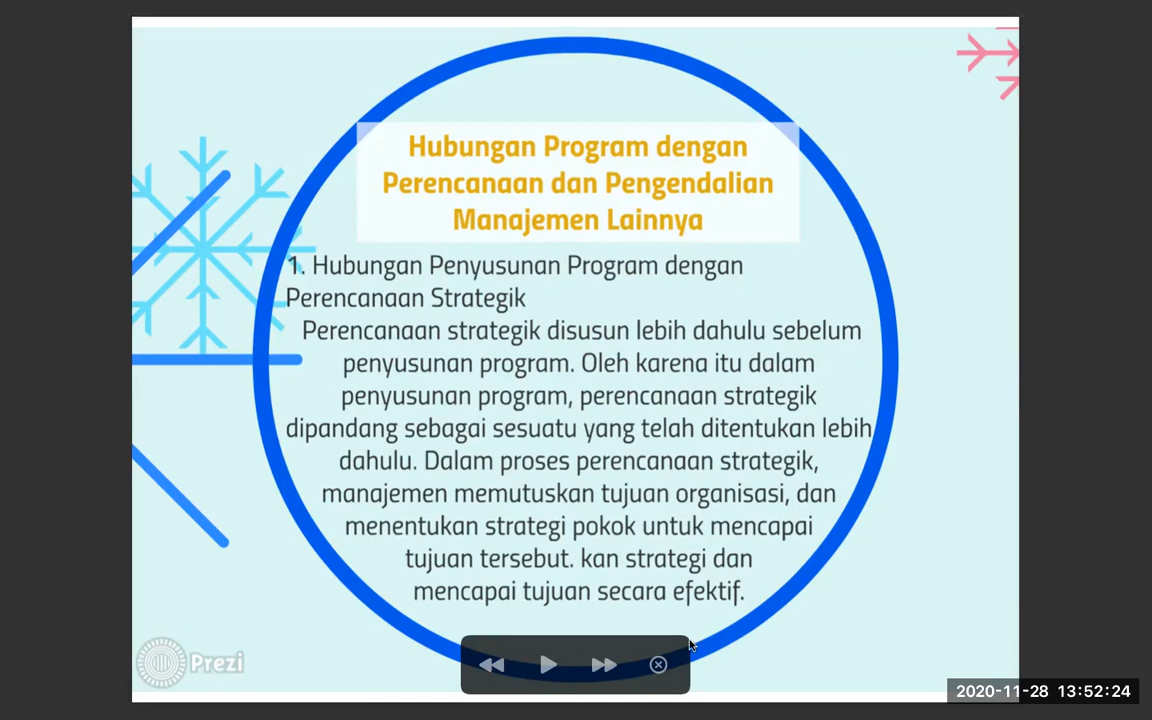 Hubungan Program dengan
Perencanaan dan Pengendalian
Manajemen Lainnya
1. Hubungan Penyusunan Program dengan
Perencanaan Strategik
Perencanaan strategik disusun lebih dahulu sebelum
penyusunan program. Oleh karena itu dalam
penyusunan program, perencanaan strategik
dipandang sebagai sesuatu yang telah ditentukan lebih
dahulu. Dalam proses perencanaan strategik,
manajemen memutuskan tujuan organisasi, dan
menentukan strategi pokok untuk mencapai
tujuan tersebut. kan strategi dan
mencapai tujuan secara efektif.
Prezi
2020-11-28 13:52:24